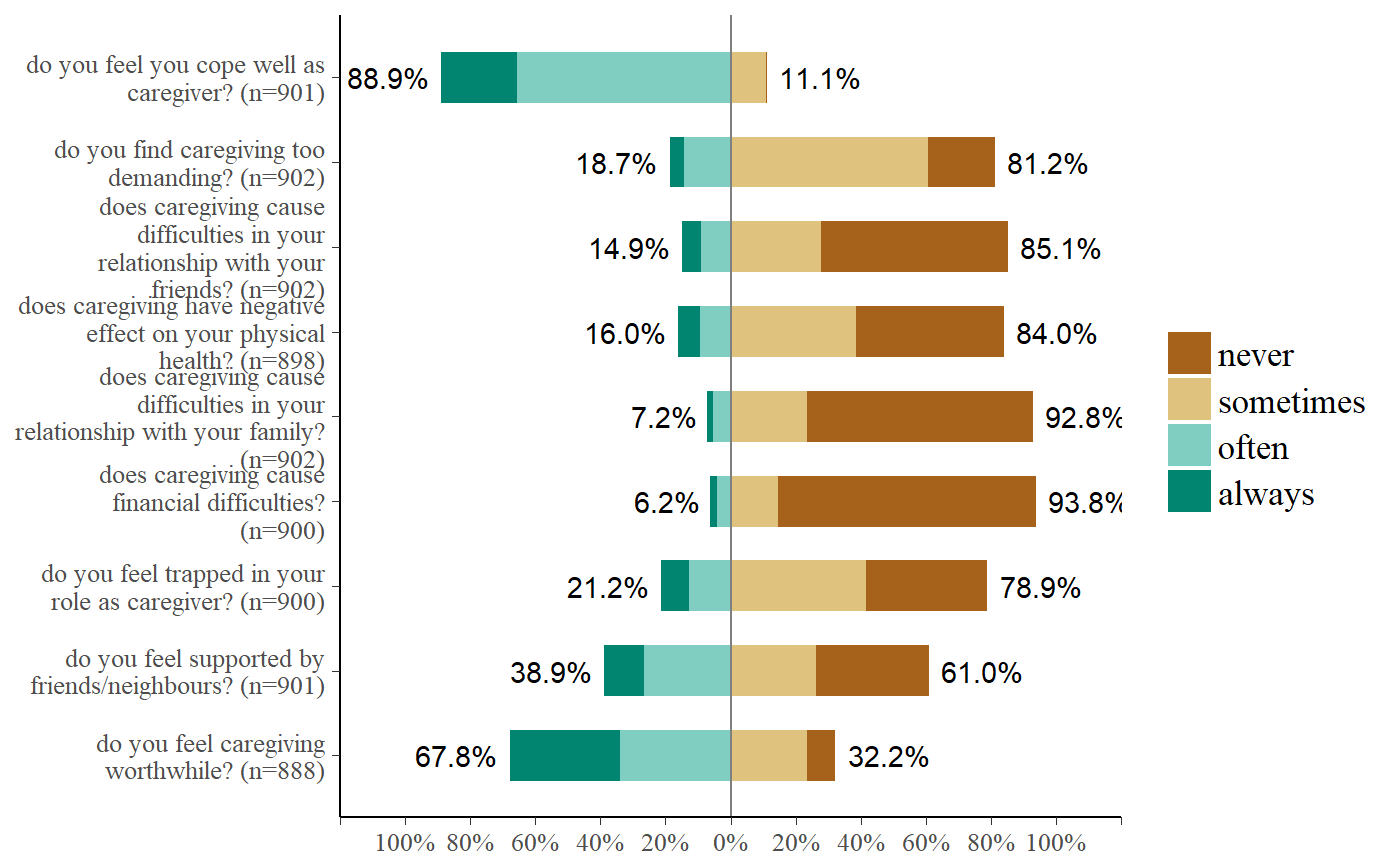 do you feel you cope well as
caregiver? (n=901)
88.9%
11.1%
do you find caregiving too
demanding? (n=902)
18.7%
81.2%
does caregiving cause
difficulties in your
relationship with your
friends? (n=902)
14.9%
85.1%
does caregiving have negative
effect on your physical
health? (n=898)
16.0%
84.0%
does caregiving cause
difficulties in your
relationship with your family?
(n=902)
7.2%
92.8%
does caregiving cause
financial difficulties?
(n=900)
6.2%
93.8%
do you feel trapped in your
role as caregiver? (n=900)
21.2%
78.9%
do you feel supported by
friends/neighbours? (n=901)
38.9%
61.0%
do you feel caregiving
worthwhile? (n=888)
67.8%
32.2%
100% 80% 60% 40% 20% 0% 20% 40% 60% 80% 100%
never
sometimes
often
always